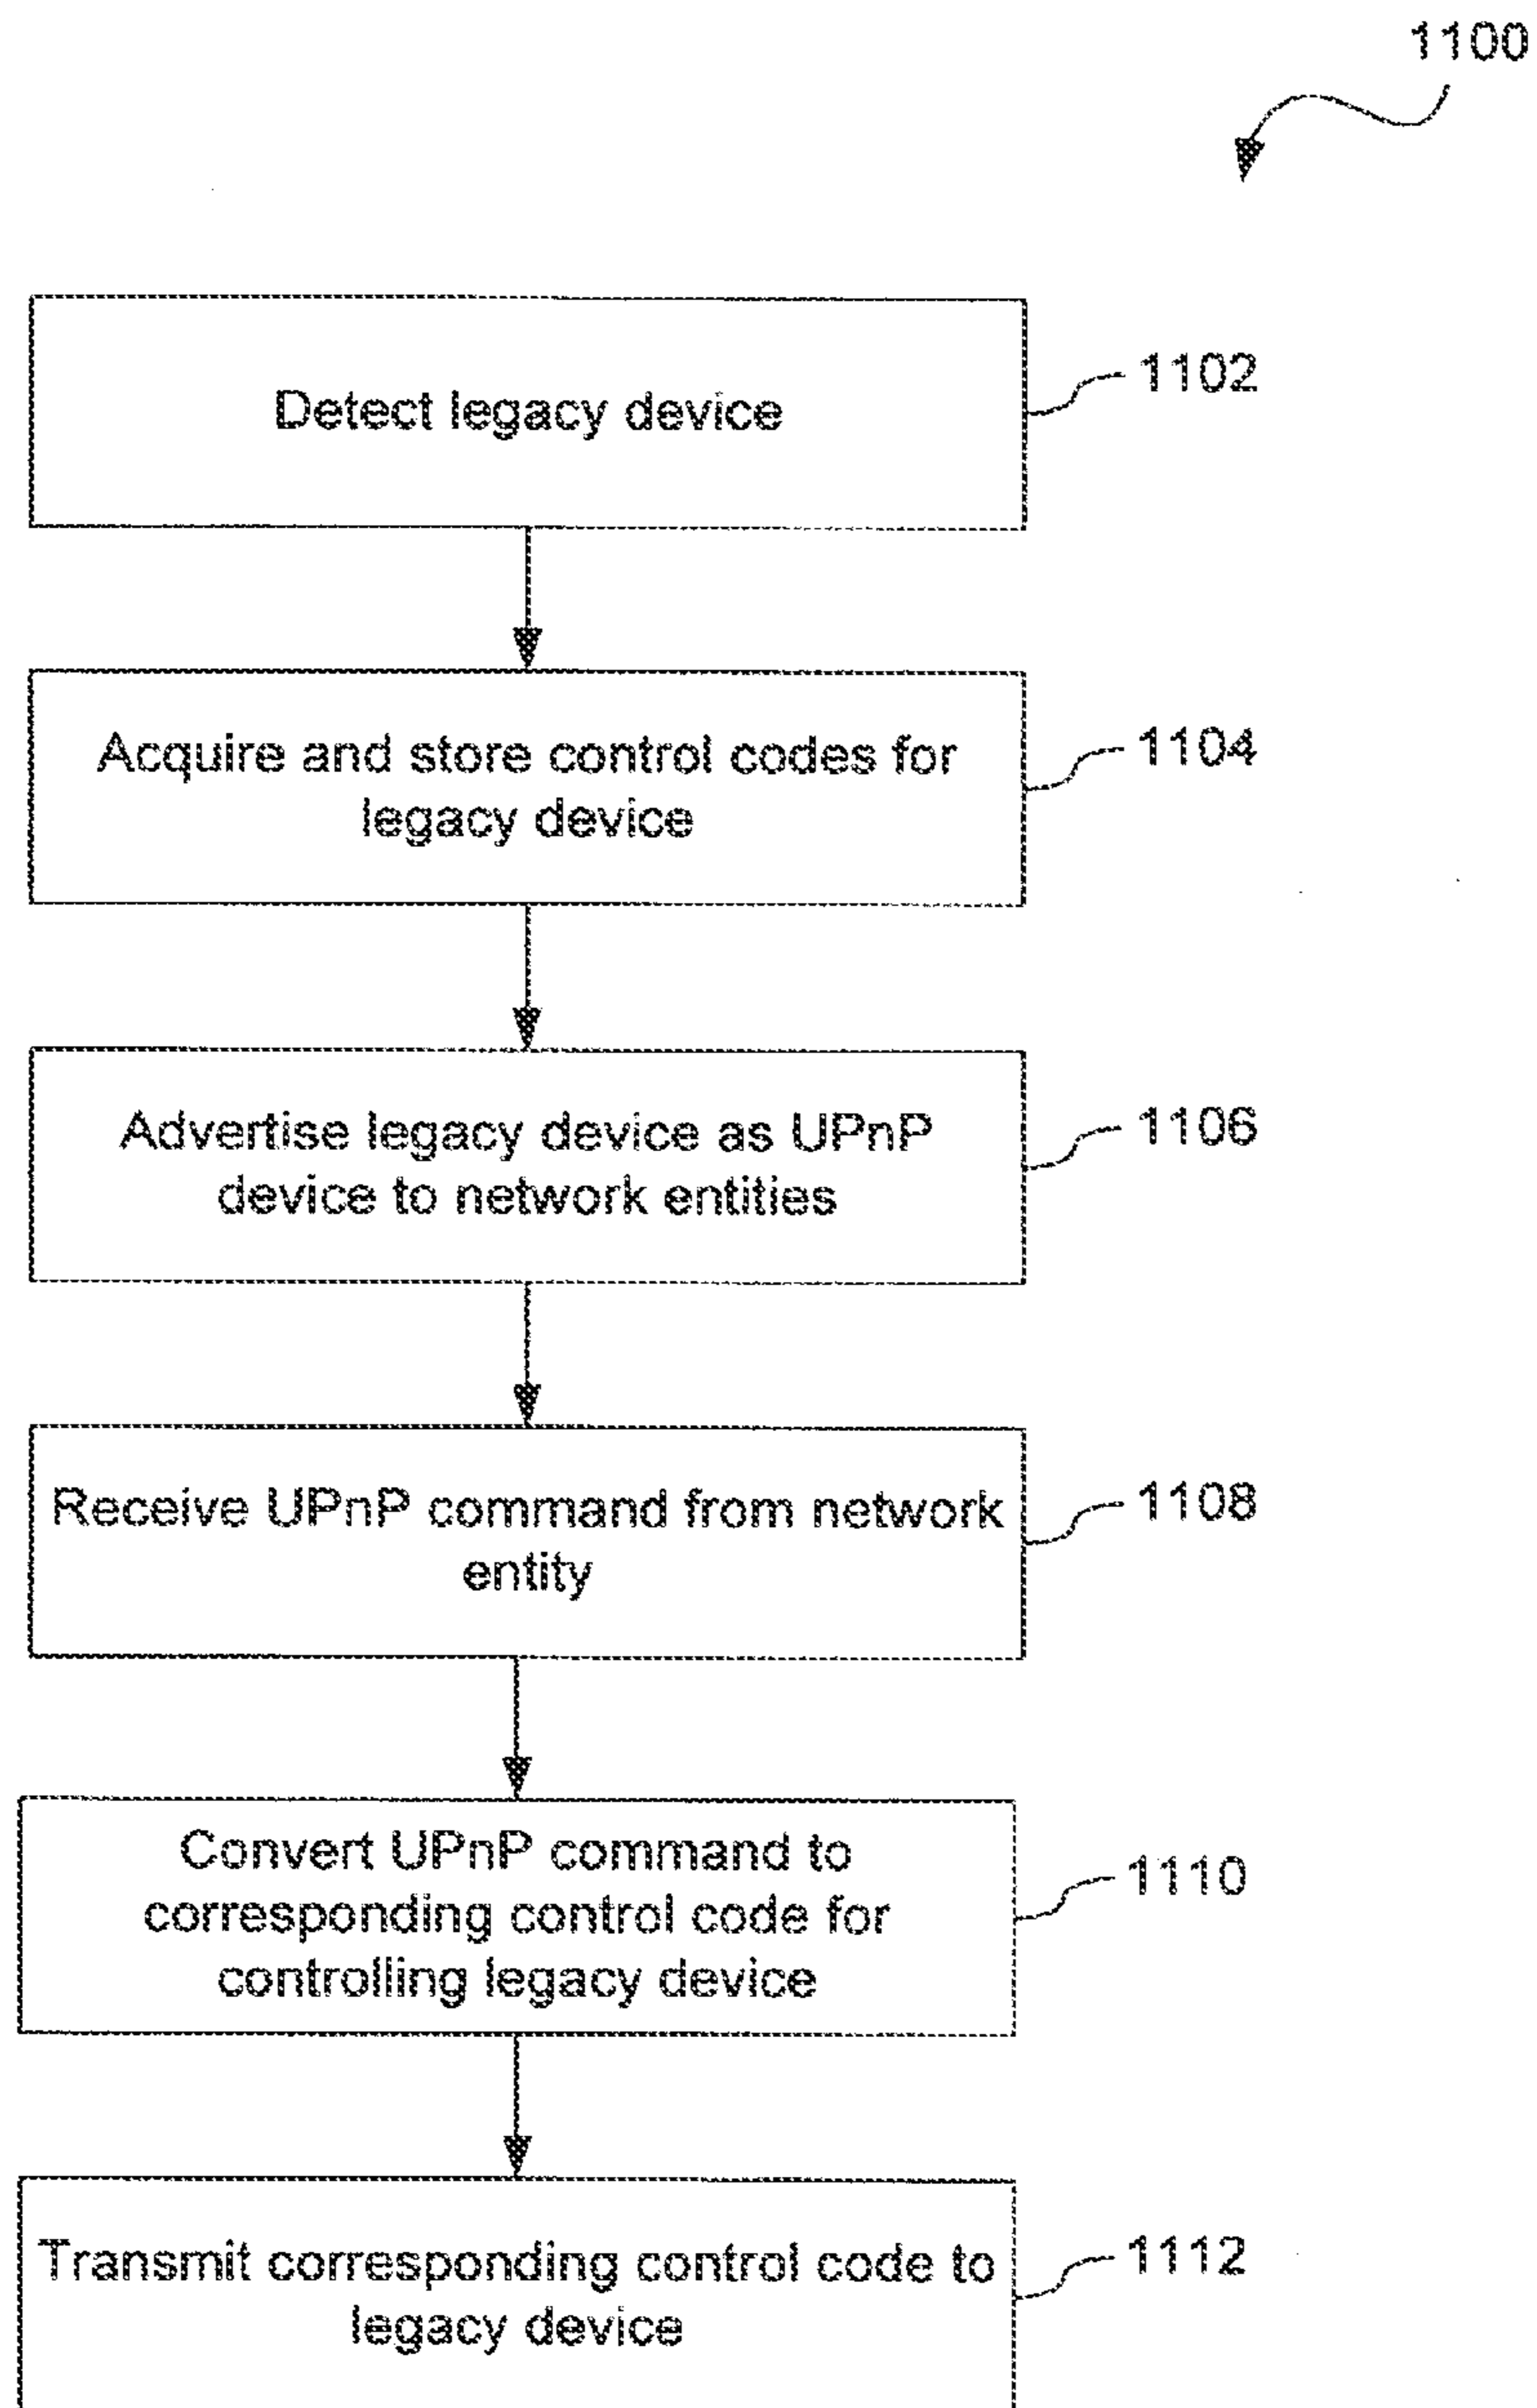 1100
Detect legacy device
1102
Acquire and store control codes for
legacy device
1104
Advertise legacy device as UPnP
device to network entities
1106
Receive UPnP command from network
entity
1108
Convert UPnP command to
corresponding control code for
controlling legacy device
1110
Transmit corresponding control code to
legacy device
1112